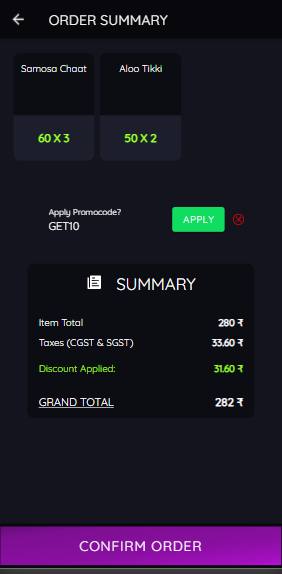 ORDER SUMMARY
Samosa Chaat
Aloo Tikki
60 X 3
50 X 2
Apply Promocode?
GET10
APPLY
SUMMARY
Item Total 280 ₹
Taxes (CGST & SGST) 33.60 ₹
Discount Applied: 31.60 ₹
GRAND TOTAL 282 ₹
CONFIRM ORDER